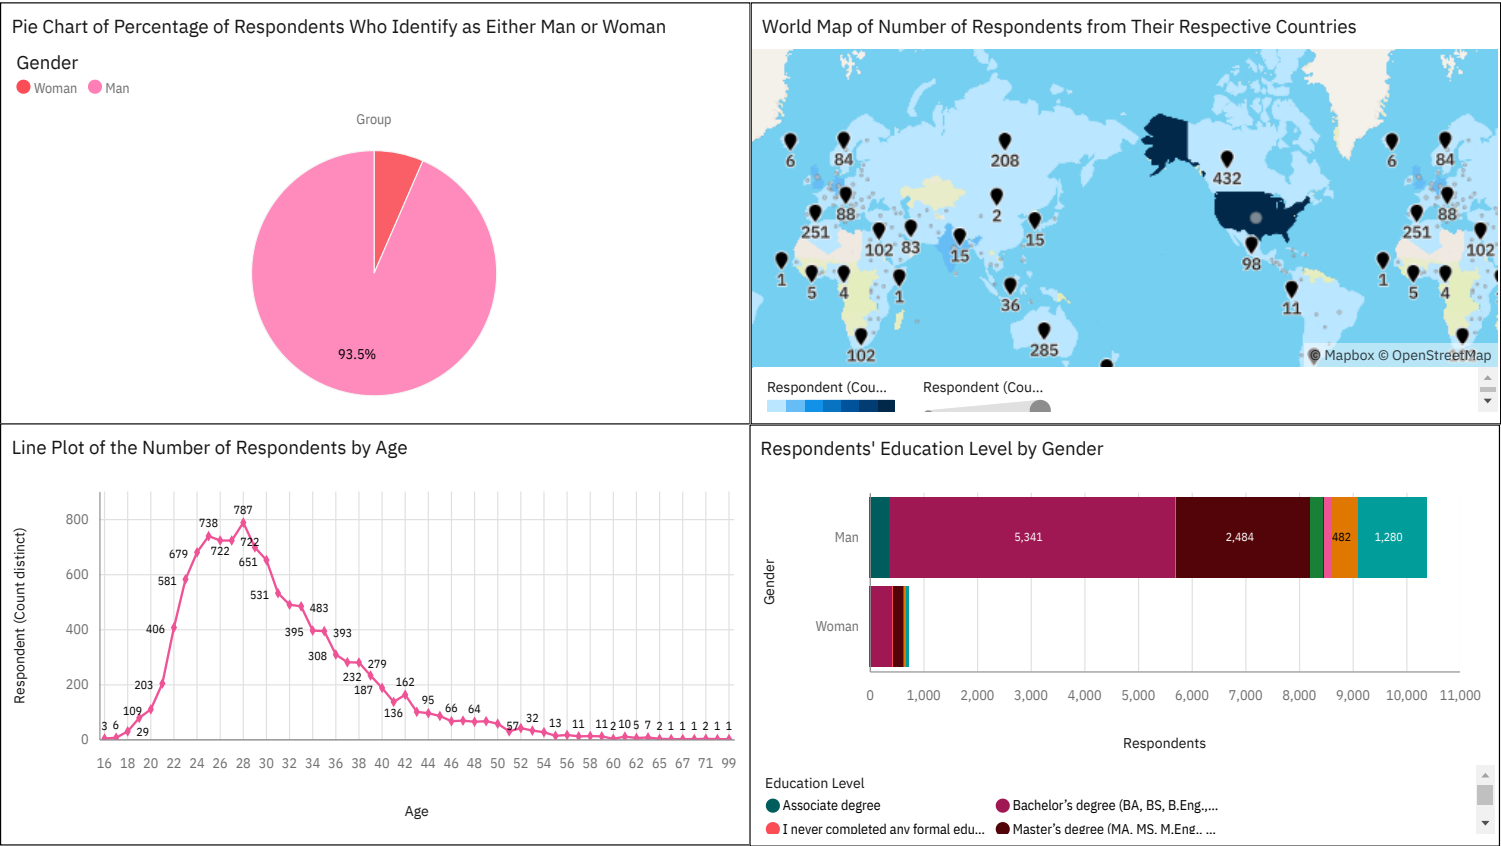 Pie Chart of Percentage of Respondents Who Identify as Either Man or Woman
Gender
Woman Man
Group
93.5%
World Map of Number of Respondents from Their Respective Countries
6 84 208 432 6 84
88 2 88
251 102 83 15 15 98 251 102
1 5 4 1 36 11 1 5 4
102 285
© Mapbox © OpenStreetMap
Respondent (Cou... Respondent (Cou...
Line Plot of the Number of Respondents by Age
Respondent (Count distinct)
800
600
400
200
0
3 6 29 109 203 406 581 679 738 722 787 722 651 531 483 395 393 308 279 232 187 162 136 95 66 64 57 32 13 11 11 2 10 5 7 2 1 1 1 2 1 1
16 18 20 22 24 26 28 30 32 34 36 38 40 42 44 46 48 50 52 54 56 58 60 62 65 67 71 99
Age
Respondents' Education Level by Gender
Gender
Man
5,341 2,484 482 1,280
Woman
0 1,000 2,000 3,000 4,000 5,000 6,000 7,000 8,000 9,000 10,000 11,000
Respondents
Education Level
Associate degree Bachelor's degree (BA, BS, B.Eng.,...
I never completed any formal edu... Master's degree (MA, MS, M.Eng., ...